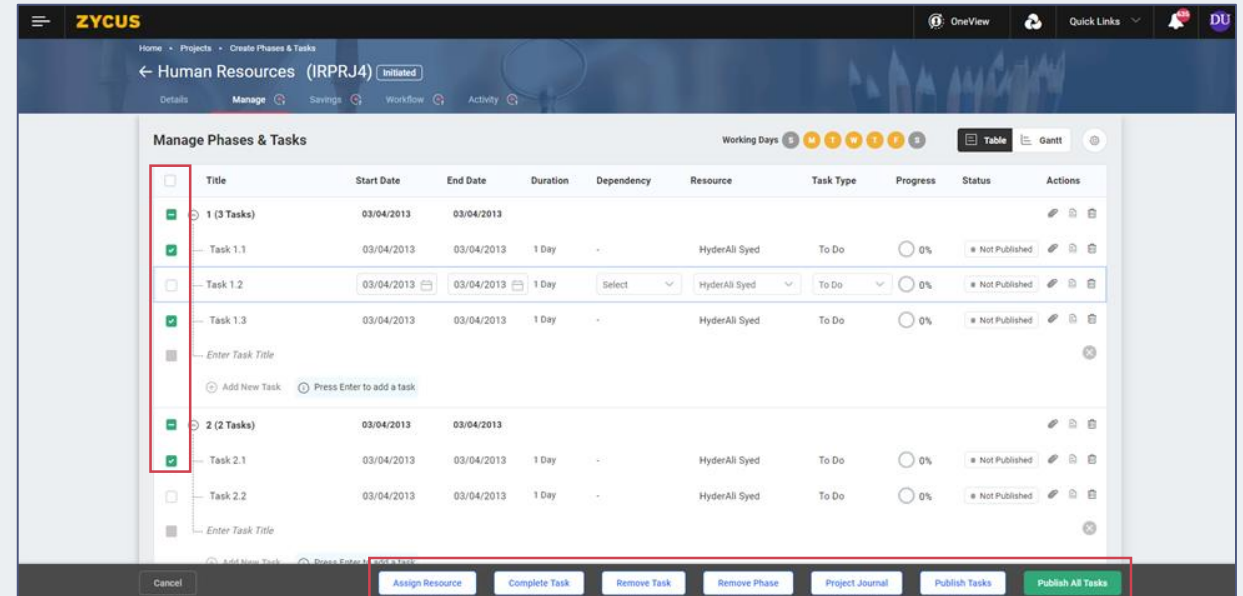 ZYCUS OneView Quick Links 635 DU
Home • Projects • Create Phases & Tasks
← Human Resources (IRPRJ4) Initiated
Details Manage Savings Workflow Activity
Manage Phases & Tasks Working Days S M T W T F S Table Gantt
Title Start Date End Date Duration Dependency Resource Task Type Progress Status Actions
1 (3 Tasks) 03/04/2013 03/04/2013
Task 1.1 03/04/2013 03/04/2013 1 Day - HyderAli Syed To Do 0% Not Published
Task 1.2 03/04/2013 03/04/2013 1 Day Select HyderAli Syed To Do 0% Not Published
Task 1.3 03/04/2013 03/04/2013 1 Day - HyderAli Syed To Do 0% Not Published
Enter Task Title
Add New Task Press Enter to add a task
2 (2 Tasks) 03/04/2013 03/04/2013
Task 2.1 03/04/2013 03/04/2013 1 Day - HyderAli Syed To Do 0% Not Published
Task 2.2 03/04/2013 03/04/2013 1 Day - HyderAli Syed To Do 0% Not Published
Enter Task Title
Add New Task Press Enter to add a task
Cancel Assign Resource Complete Task Remove Task Remove Phase Project Journal Publish Tasks Publish All Tasks